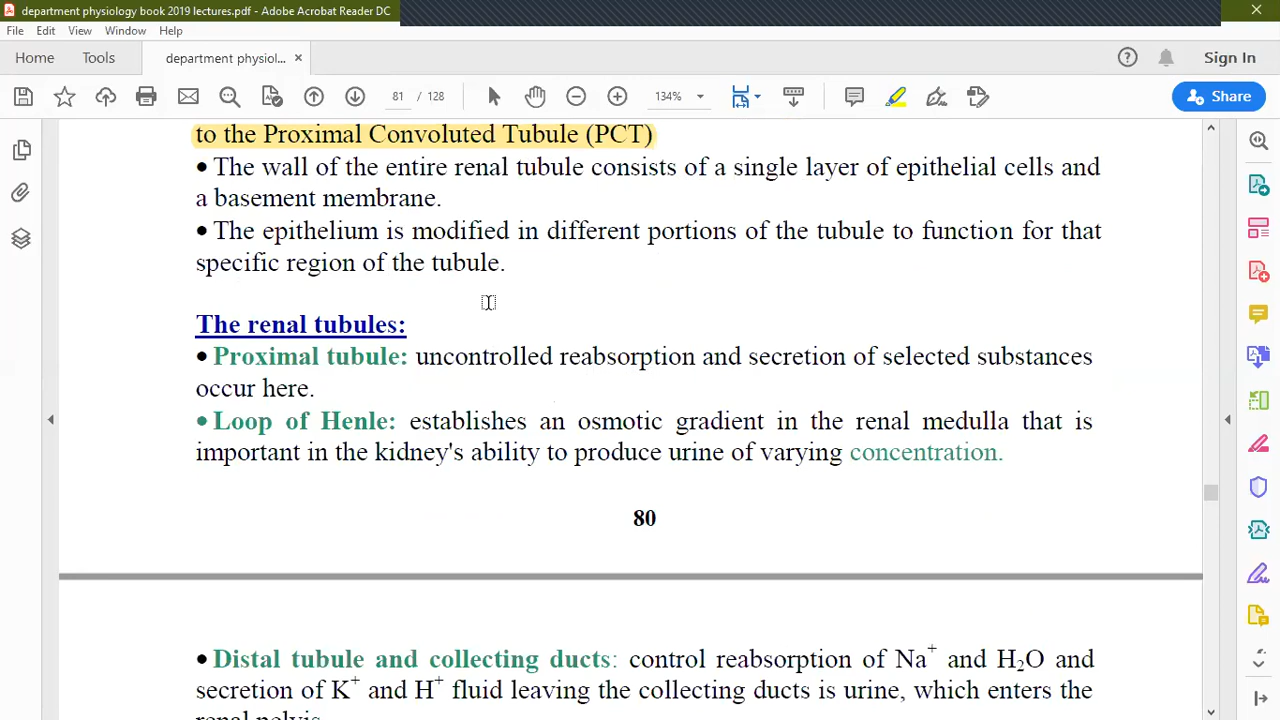 department physiology book 2019 lectures.pdf - Adobe Acrobat Reader DC
File Edit View Window Help
Home Tools department physiol... Sign In
81 / 128 134% Share
to the Proximal Convoluted Tubule (PCT)
• The wall of the entire renal tubule consists of a single layer of epithelial cells and
a basement membrane.
• The epithelium is modified in different portions of the tubule to function for that
specific region of the tubule.
The renal tubules:
• Proximal tubule: uncontrolled reabsorption and secretion of selected substances
occur here.
• Loop of Henle: establishes an osmotic gradient in the renal medulla that is
important in the kidney's ability to produce urine of varying concentration.
80
• Distal tubule and collecting ducts: control reabsorption of Na⁺ and H₂O and
secretion of K⁺ and H⁺ fluid leaving the collecting ducts is urine, which enters the
renal pelvis